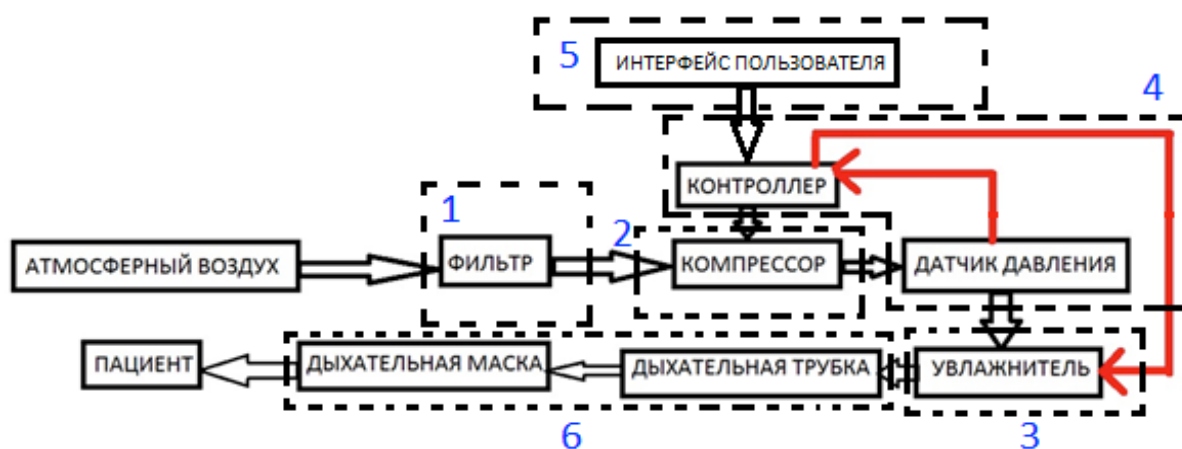 5
ИНТЕРФЕЙС ПОЛЬЗОВАТЕЛЯ
4
КОНТРОЛЛЕР
1
2
АТМОСФЕРНЫЙ ВОЗДУХ
ФИЛЬТР
КОМПРЕССОР
ДАТЧИК ДАВЛЕНИЯ
ПАЦИЕНТ
ДЫХАТЕЛЬНАЯ МАСКА
ДЫХАТЕЛЬНАЯ ТРУБКА
УВЛАЖНИТЕЛЬ
6
3